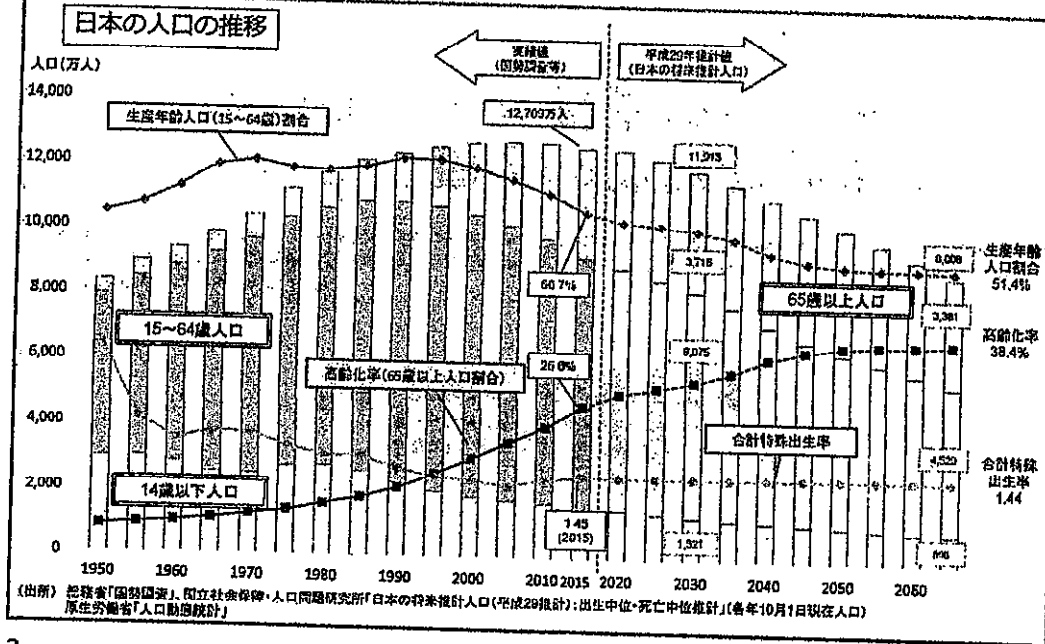 日本の人口の推移
人口(万人)
実績値
(国勢調査等)
平成29年推計値
(日本の将来推計人口)
14,000
12,000
10,000
8,000
6,000
4,000
2,000
0
生産年齢人口(15~64歳)割合
12,709万人
11,913
3,716
60.7%
65歳以上人口
15~64歳人口
高齢化率(65歳以上人口割合)
26.6%
6,875
合計特殊出生率
14歳以下人口
1.45
(2015)
1,321
8,808
3,381
4,529
898
生産年齢
人口割合
51.4%
高齢化率
38.4%
合計特殊
出生率
1.44
1950
1960
1970
1980
1990
2000
2010
2015
2020
2030
2040
2050
2060
(出所) 総務省「国勢調査」、国立社会保障・人口問題研究所「日本の将来推計人口(平成29推計):出生中位・死亡中位推計」(各年10月1日現在人口)
厚生労働省「人口動態統計」